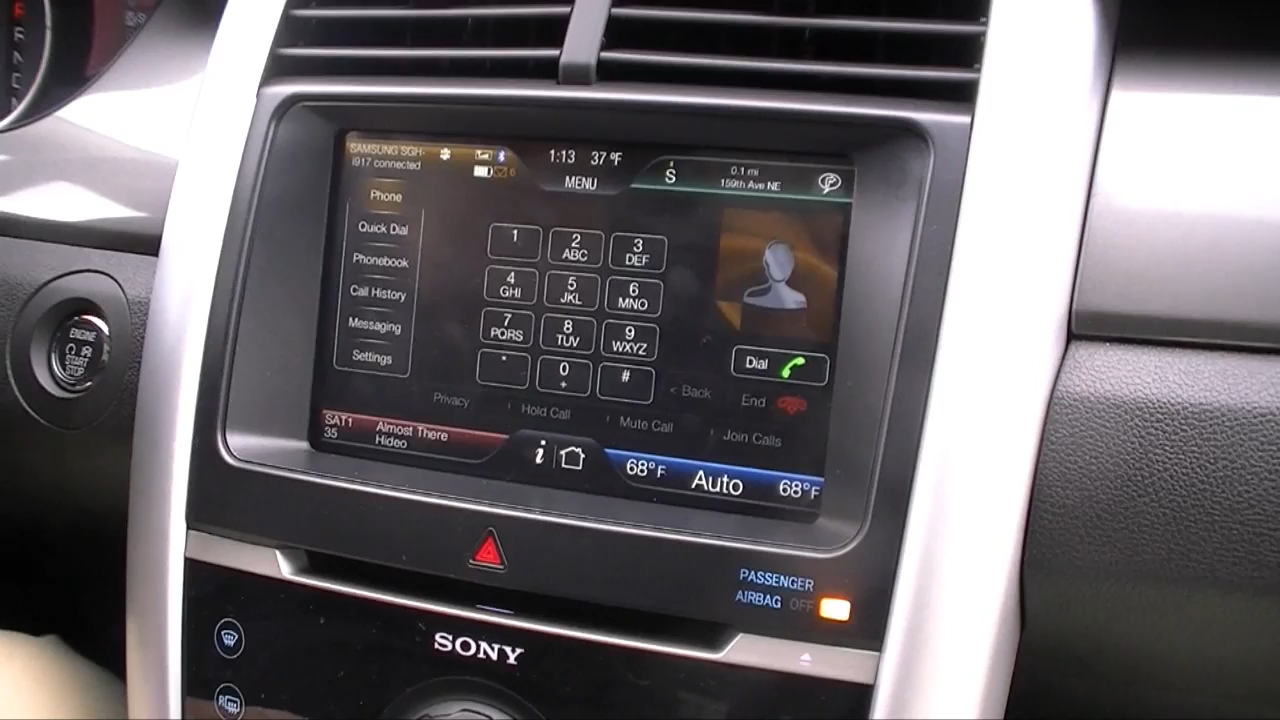 SAMSUNG SGH-
i917 connected
6
1:13 37 °F
MENU
S
0.1 mi
159th Ave NE
Phone
Quick Dial
Phonebook
Call History
Messaging
Settings
1
2
ABC
3
DEF
4
GHI
5
JKL
6
MNO
7
PQRS
8
TUV
9
WXYZ
*
0
+
#
Dial
< Back
End
Privacy
Hold Call
Mute Call
Join Calls
SAT1
35
Almost There
Hideo
i
68°F
Auto
68°F
ENGINE
START
STOP
PASSENGER
AIRBAG OFF
SONY
R